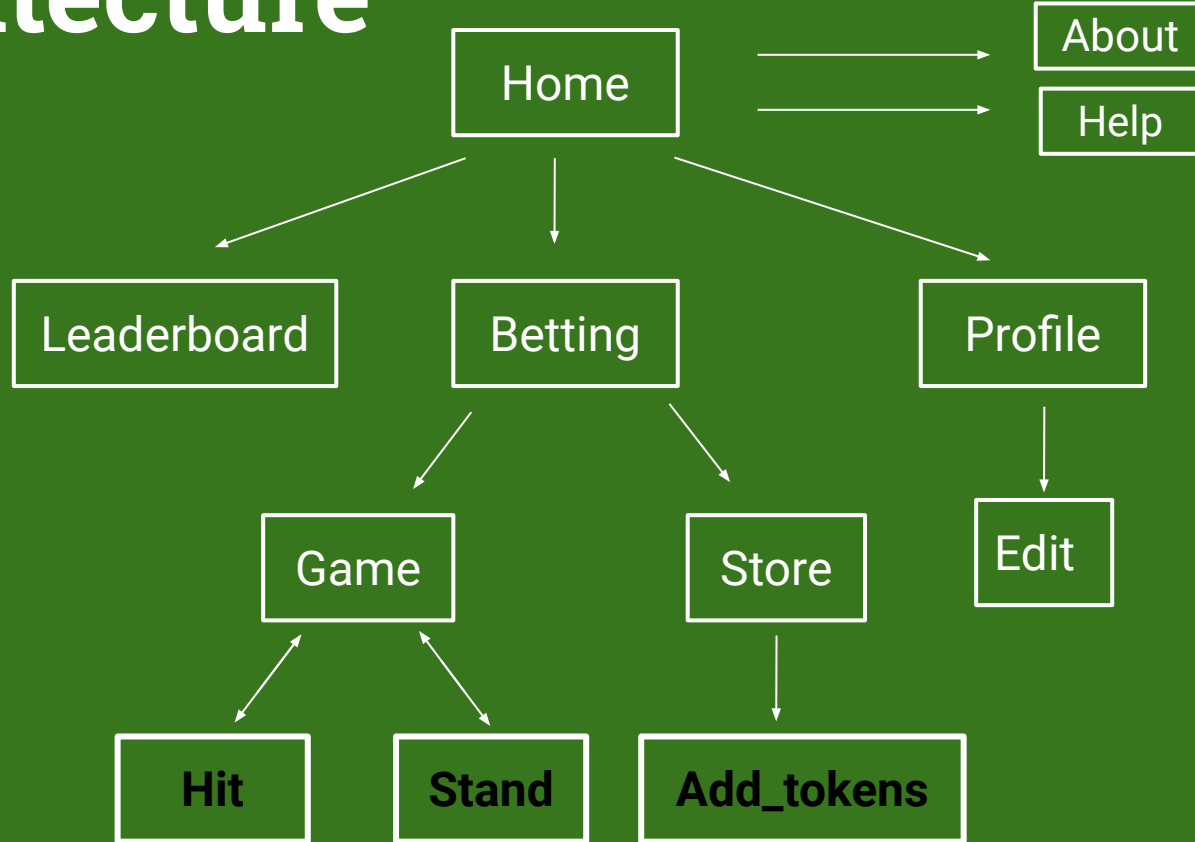 About
Home
Help
Leaderboard
Betting
Profile
Game
Store
Edit
Hit
Stand
Add_tokens